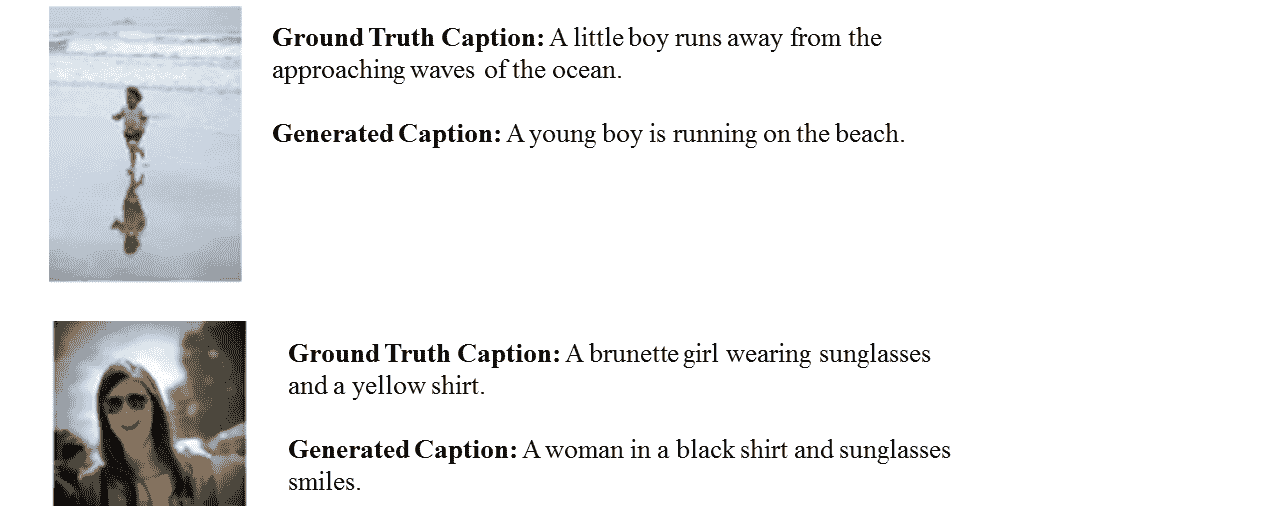 Ground Truth Caption: A little boy runs away from the
approaching waves of the ocean.
Generated Caption: A young boy is running on the beach.
Ground Truth Caption: A brunette girl wearing sunglasses
and a yellow shirt.
Generated Caption: A woman in a black shirt and sunglasses
smiles.